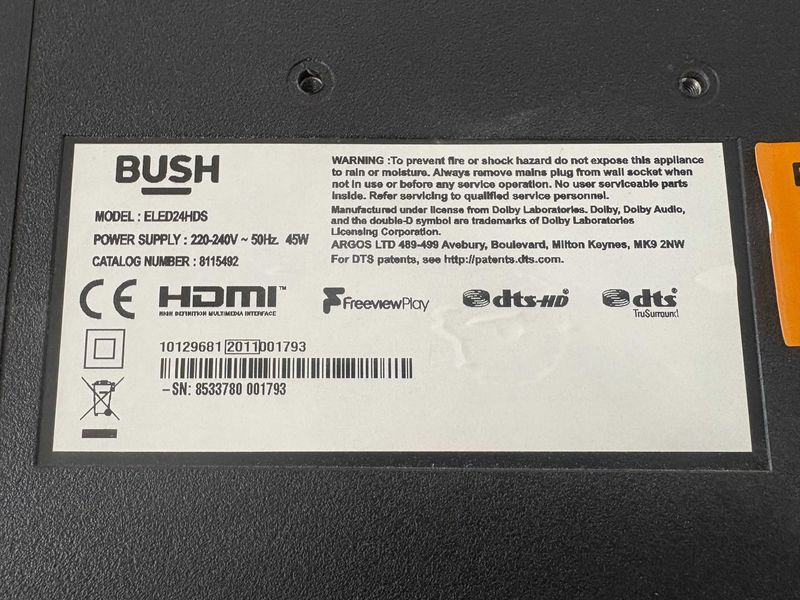 BUSH
MODEL : ELED24HDS
POWER SUPPLY : 220-240V ~ 50Hz. 45W
CATALOG NUMBER : 8115492
WARNING :To prevent fire or shock hazard do not expose this appliance
to rain or moisture. Always remove mains plug from wall socket when
not in use or before any service operation. No user serviceable parts
inside. Refer servicing to qualified service personnel.
Manufactured under license from Dolby Laboratories. Dolby, Dolby Audio,
and the double-D symbol are trademarks of Dolby Laboratories
Licensing Corporation.
ARGOS LTD 489-499 Avebury, Boulevard, Milton Keynes, MK9 2NW
For DTS patents, see http://patents.dts.com.
CE
HDMI™
HIGH DEFINITION MULTIMEDIA INTERFACE
FreeviewPlay
dts-HD®
dts®
TruSurround
10129681 2011001793
–SN: 8533780 001793